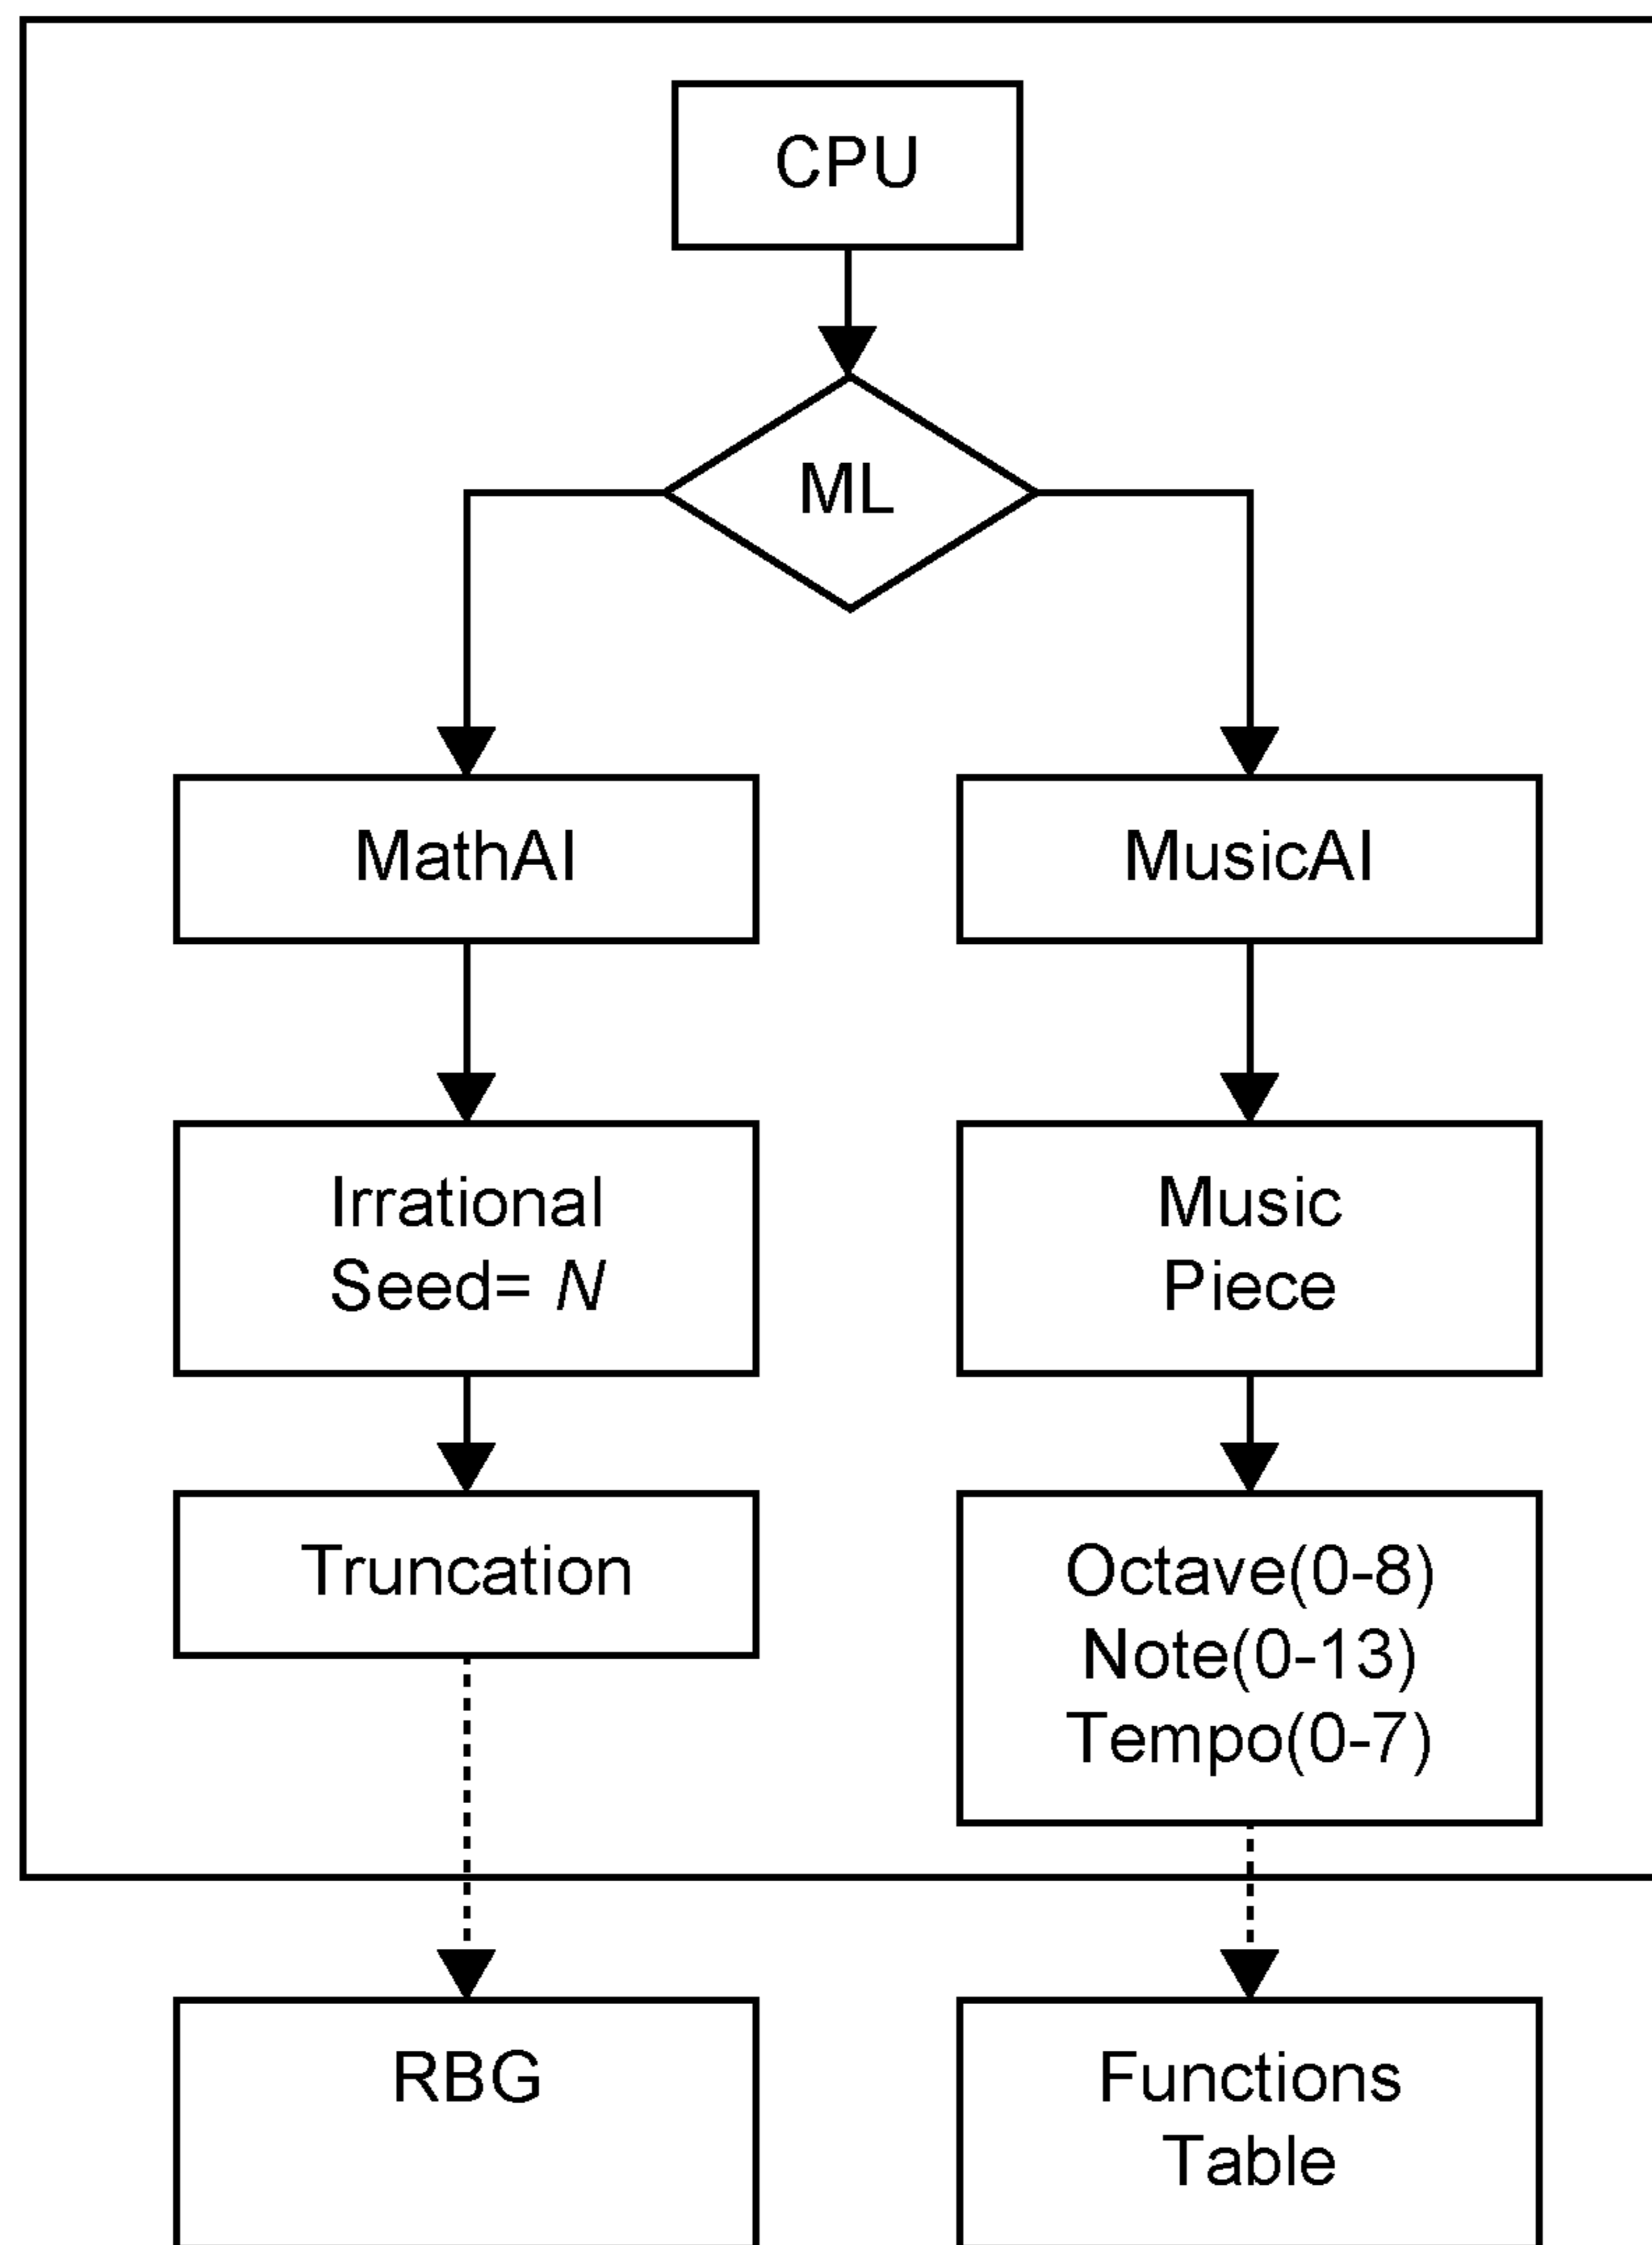 CPU
ML
MathAI
MusicAI
Irrational
Seed= N
Music
Piece
Truncation
Octave(0-8)
Note(0-13)
Tempo(0-7)
RBG
Functions
Table